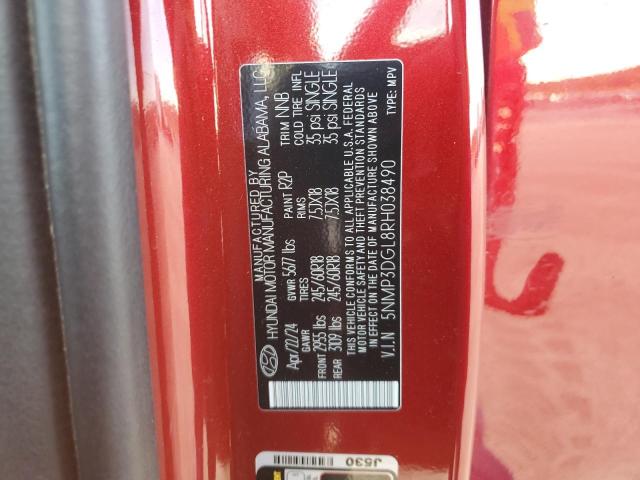 MANUFACTURED BY
HYUNDAI MOTOR MANUFACTURING ALABAMA, LLC
Apr/22/24 GVWR 5677 lbs PAINT R2P TRIM NNB
GAWR TIRES RIMS COLD TIRE INFL
FRONT 2955 lbs 245/60R18 7.5JX18 35 psi SINGLE
REAR 3109 lbs 245/60R18 7.5JX18 35 psi SINGLE
THIS VEHICLE CONFORMS TO ALL APPLICABLE U.S.A. FEDERAL
MOTOR VEHICLE SAFETY AND THEFT PREVENTION STANDARDS
IN EFFECT ON THE DATE OF MANUFACTURE SHOWN ABOVE
V.I.N 5NMP3DGL8RH038490 TYPE: MPV
J530